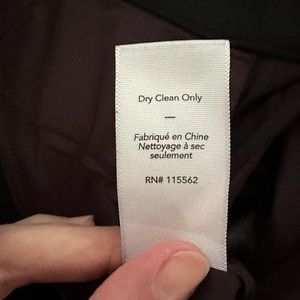 Dry Clean Only
—
Fabriqué en Chine
Nettoyage à sec
seulement
RN# 115562